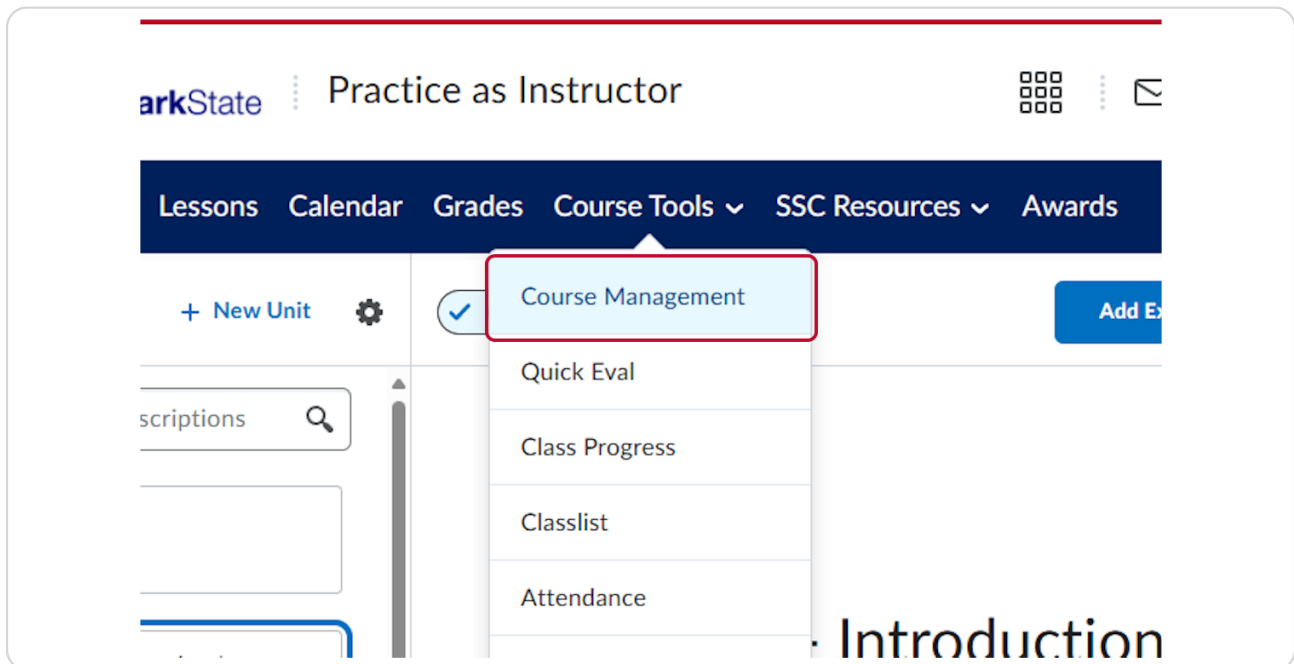 arkState Practice as Instructor
Lessons Calendar Grades Course Tools SSC Resources Awards
+ New Unit
Course Management
Add Ex
Quick Eval
scriptions
Class Progress
Classlist
Attendance
- Introduction